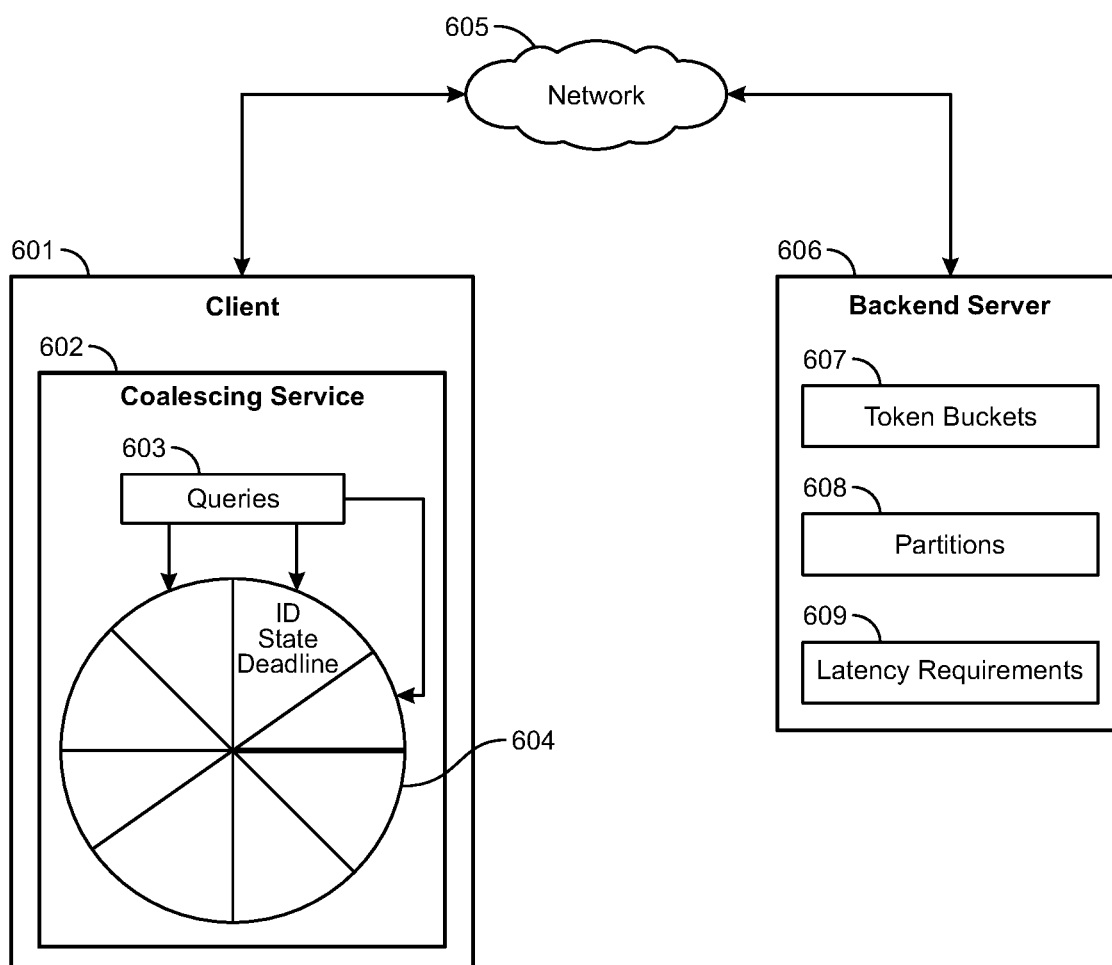 605
Network
601
Client
602
Coalescing Service
603
Queries
ID
State
Deadline
604
606
Backend Server
607
Token Buckets
608
Partitions
609
Latency Requirements